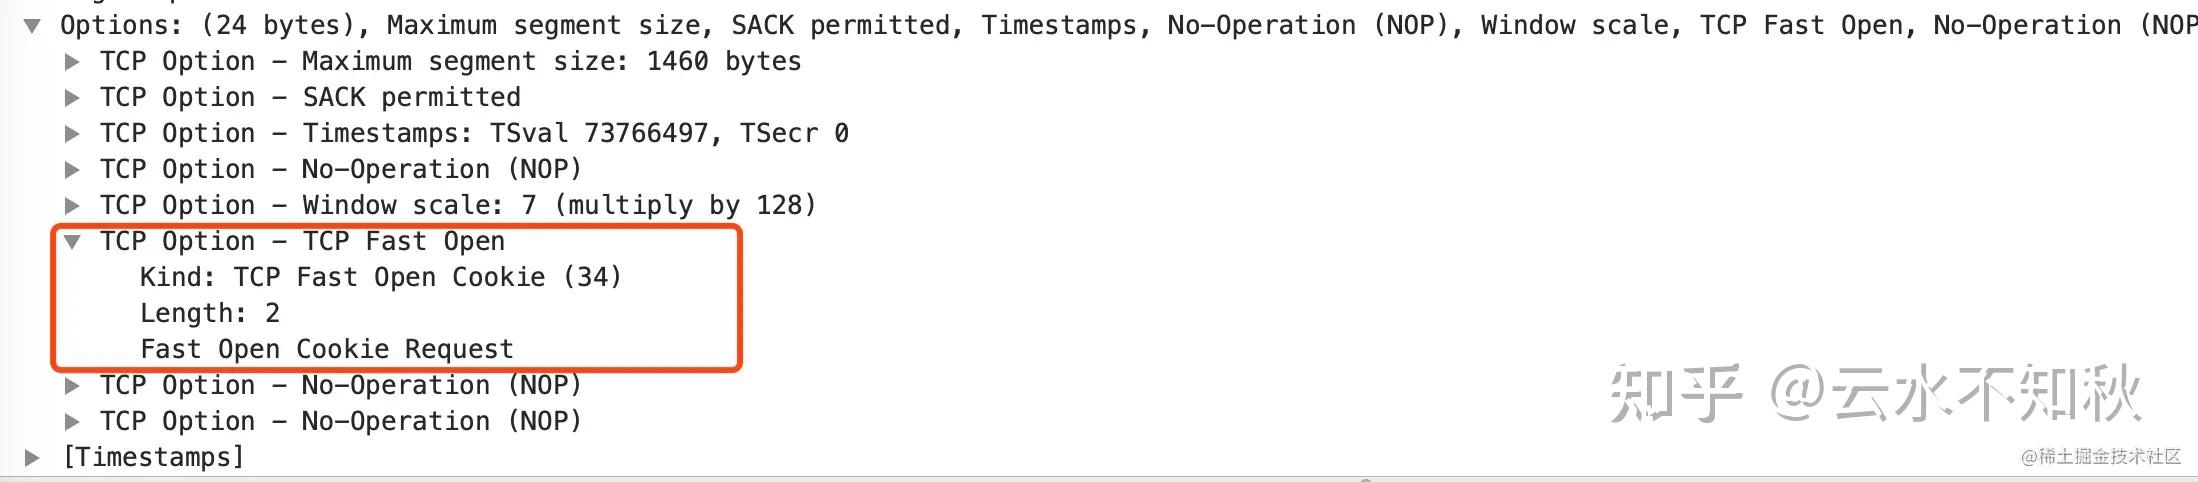 Options: (24 bytes), Maximum segment size, SACK permitted, Timestamps, No-Operation (NOP), Window scale, TCP Fast Open, No-Operation (NOP
TCP Option - Maximum segment size: 1460 bytes
TCP Option - SACK permitted
TCP Option - Timestamps: TSval 73766497, TSecr 0
TCP Option - No-Operation (NOP)
TCP Option - Window scale: 7 (multiply by 128)
TCP Option - TCP Fast Open
Kind: TCP Fast Open Cookie (34)
Length: 2
Fast Open Cookie Request
TCP Option - No-Operation (NOP)
TCP Option - No-Operation (NOP)
[Timestamps]
知乎 @云水不知秋
@稀土掘金技术社区